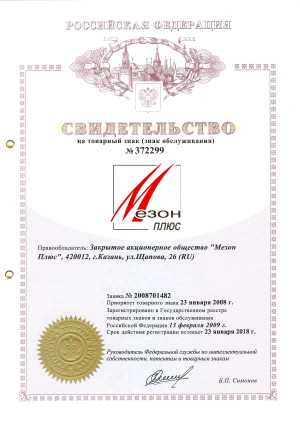 РОССИЙСКАЯ ФЕДЕРАЦИЯ
СВИДЕТЕЛЬСТВО
на товарный знак (знак обслуживания)
№ 372299
Мезон
ПЛЮС
Правообладатель: Закрытое акционерное общество "Мезон
Плюс", 420012, г.Казань, ул.Щапова, 26 (RU)
Заявка № 2008701482
Приоритет товарного знака 23 января 2008 г.
Зарегистрировано в Государственном реестре
товарных знаков и знаков обслуживания
Российской Федерации 15 февраля 2009 г.
Срок действия регистрации истекает 23 января 2018 г.
Руководитель Федеральной службы по интеллектуальной
собственности, патентам и товарным знакам
Б.П. Симонов